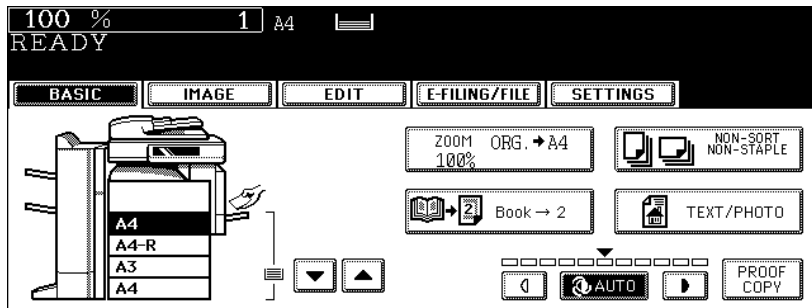 100 % 1 A4
READY
BASIC IMAGE EDIT E-FILING/FILE SETTINGS
ZOOM ORG.➔A4
100%
NON-SORT
NON-STAPLE
2 Book → 2
TEXT/PHOTO
A4
A4-R
A3
A4
AUTO
PROOF
COPY